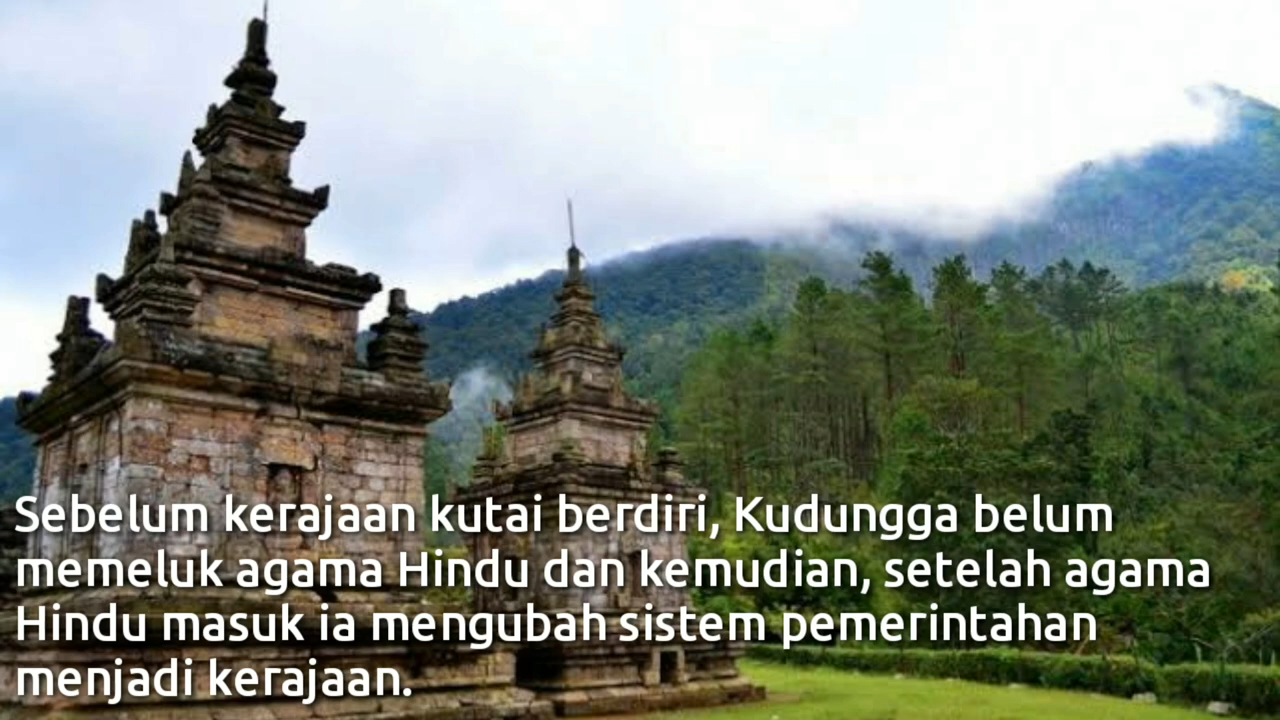 Sebelum kerajaan kutai berdiri, Kudungga belum
memeluk agama Hindu dan kemudian, setelah agama
Hindu masuk ia mengubah sistem pemerintahan
menjadi kerajaan.